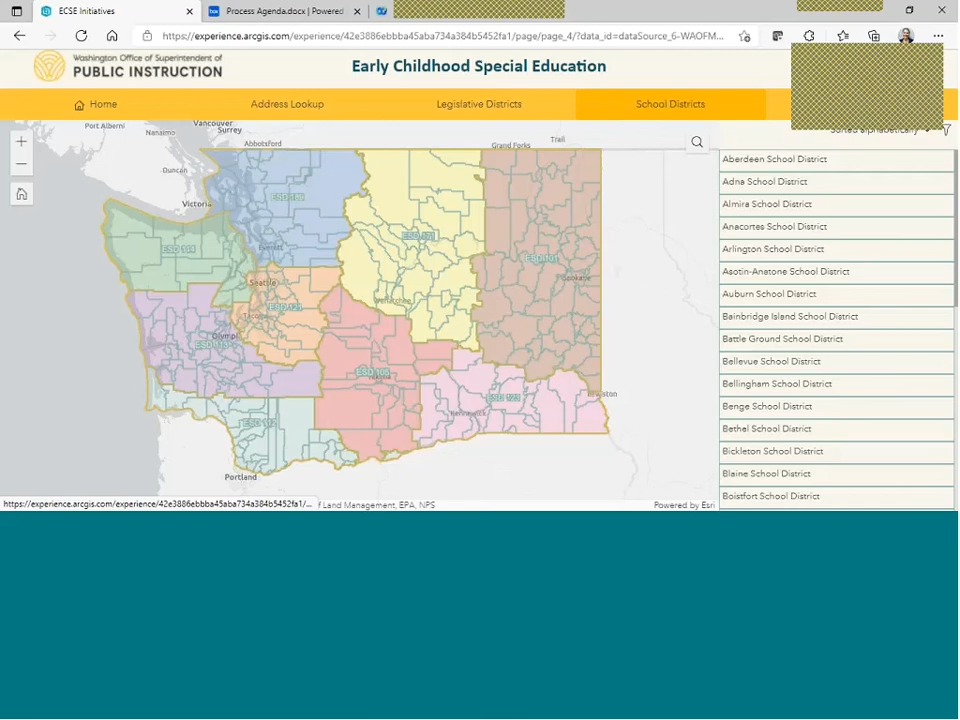 ECSE Initiatives
Process Agenda.docx | Powered
https://experience.arcgis.com/experience/42e3886ebbba45aba734a384b5452fa1/page/page_4/?data_id=dataSource_6-WAOFM...
Washington Office of Superintendent of
PUBLIC INSTRUCTION
Early Childhood Special Education
Home
Address Lookup
Legislative Districts
School Districts
Sorted alphabetically
Port Alberni
Nanaimo
Vancouver
Surrey
Abbotsford
Grand Forks
Trail
Duncan
Victoria
ESD 189
Everett
ESD 114
ESD 171
ESD 101
Spokane
Seattle
ESD 121
Tacoma
Wenatchee
Olympi
ESD 113
ESD 105
Yakima
ESD 123
Kennewick
Lewiston
ESD 112
Portland
Aberdeen School District
Adna School District
Almira School District
Anacortes School District
Arlington School District
Asotin-Anatone School District
Auburn School District
Bainbridge Island School District
Battle Ground School District
Bellevue School District
Bellingham School District
Benge School District
Bethel School District
Bickleton School District
Blaine School District
Boistfort School District
https://experience.arcgis.com/experience/42e3886ebbba45aba734a384b5452fa1/...
f Land Management, EPA, NPS
Powered by Esri